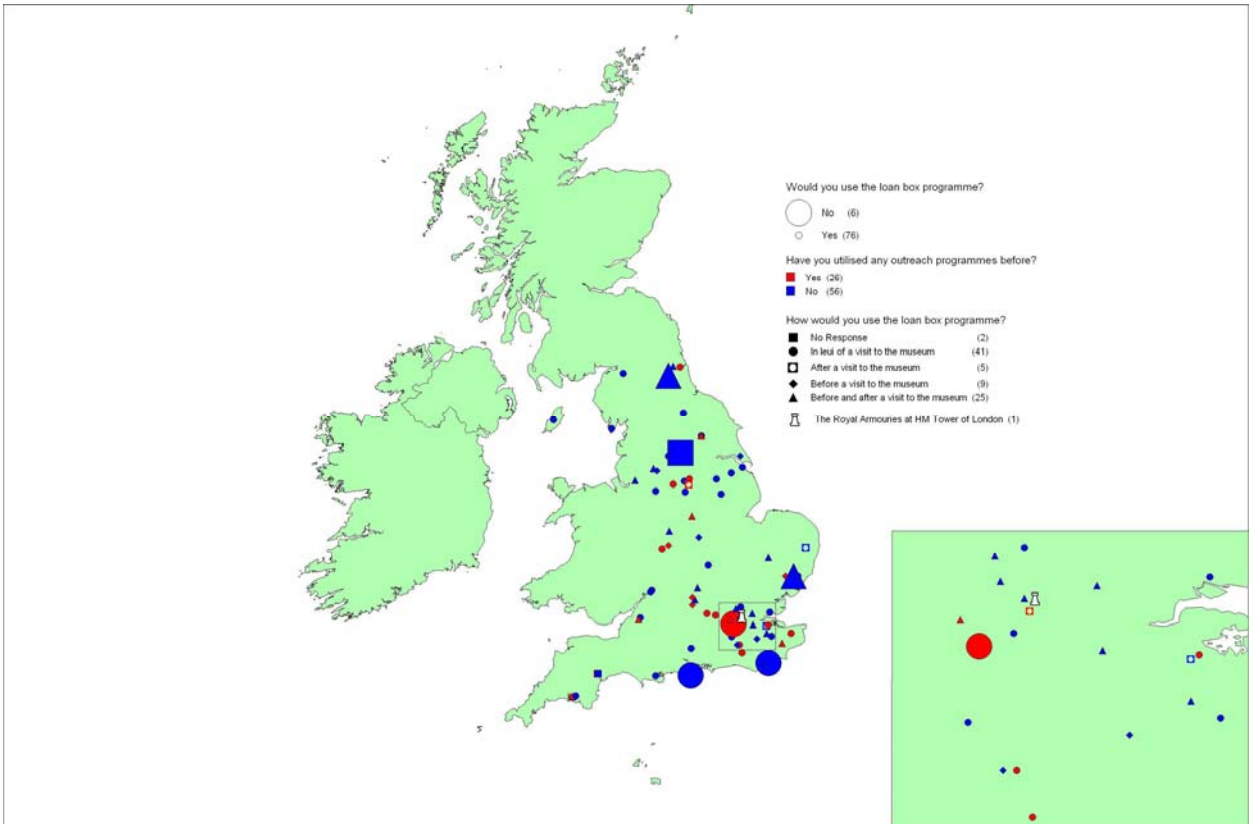 Would you use the loan box programme?
No (6)
Yes (76)
Have you utilised any outreach programmes before?
Yes (26)
No (56)
How would you use the loan box programme?
No Response (2)
In leui of a visit to the museum (41)
After a visit to the museum (5)
Before a visit to the museum (9)
Before and after a visit to the museum (25)
The Royal Armouries at HM Tower of London (1)